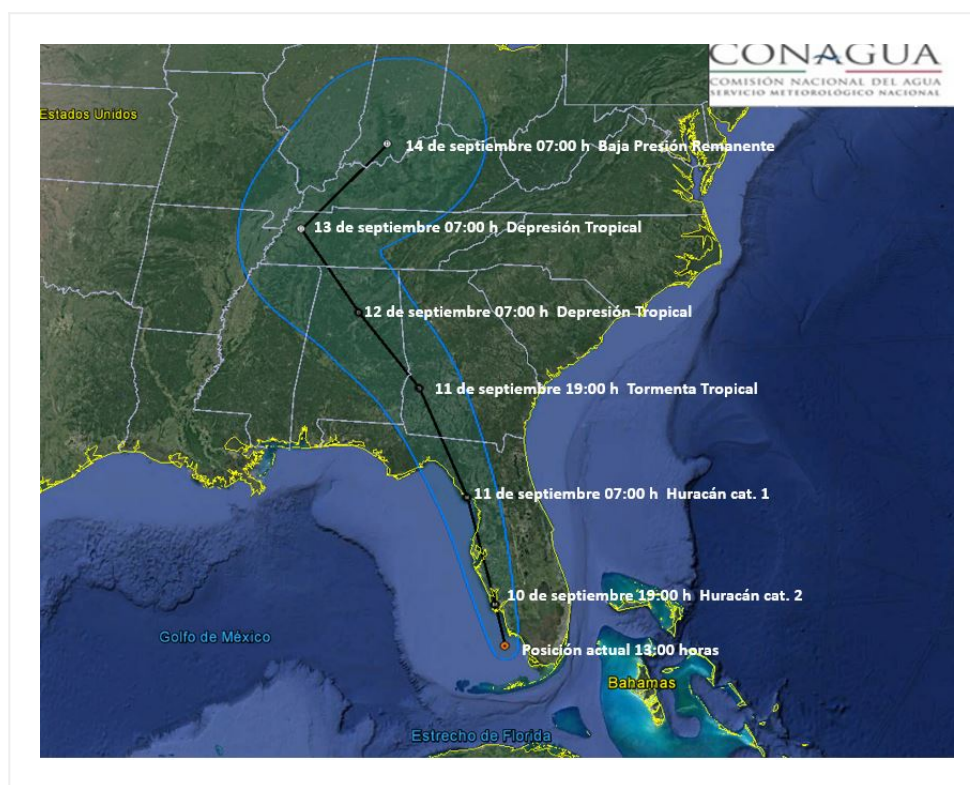 CONAGUA
COMISIÓN NACIONAL DEL AGUA
SERVICIO METEOROLÓGICO NACIONAL
Estados Unidos
14 de septiembre 07:00 h Baja Presión Remanente
13 de septiembre 07:00 h Depresión Tropical
12 de septiembre 07:00 h Depresión Tropical
11 de septiembre 19:00 h Tormenta Tropical
11 de septiembre 07:00 h Huracán cat. 1
10 de septiembre 19:00 h Huracán cat. 2
Golfo de México
Posición actual 13:00 horas
Bahamas
Estrecho de Florida